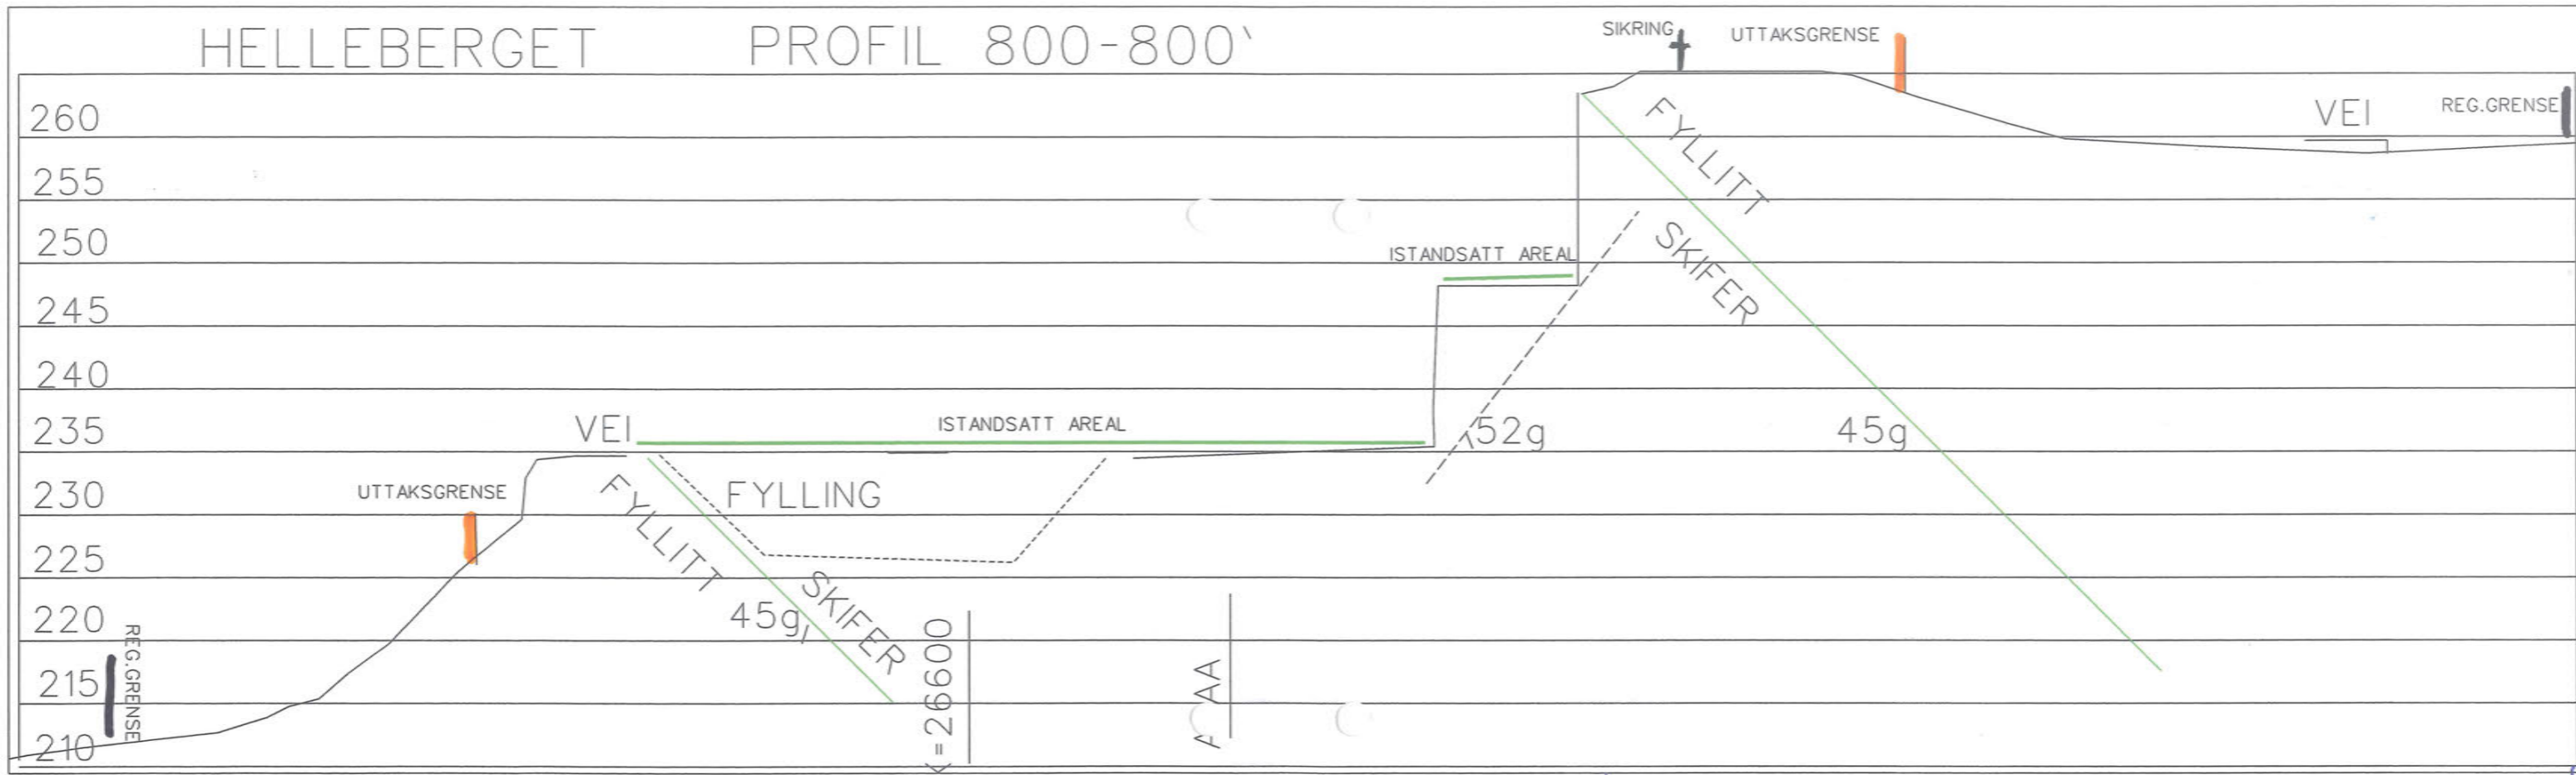 HELLEBERGET PROFIL 800-800'
SIKRING
UTTAKSGRENSE
260
VEI
REG.GRENSE
FYLLITT
255
250
SKIFER
ISTANDSATT AREAL
245
240
235
VEI
ISTANDSATT AREAL
52g
45g
230
UTTAKSGRENSE
FYLLITT
FYLLING
225
SKIFER
220
45g
REG.GRENSE
=266600
215
AA
210